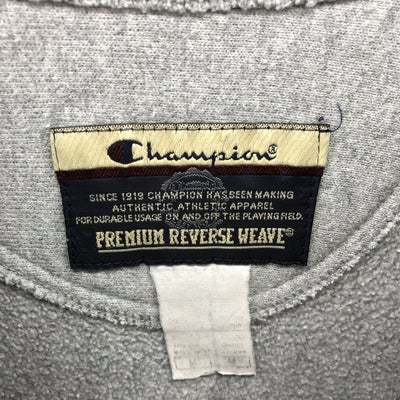 Champion®
SINCE 1919 CHAMPION HAS BEEN MAKING
AUTHENTIC ATHLETIC APPAREL
FOR DURABLE USAGE ON AND OFF THE PLAYING FIELD.
PREMIUM REVERSE WEAVE®